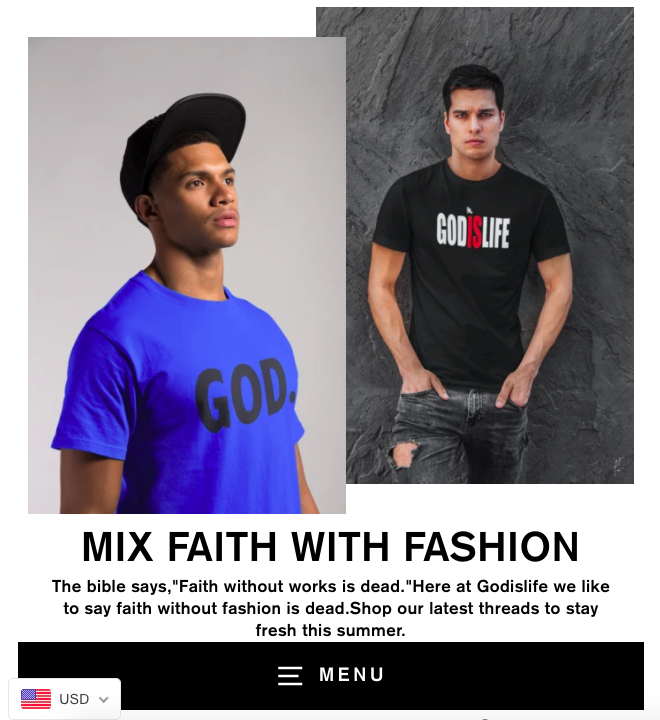 GOD.
GODISLIFE
MIX FAITH WITH FASHION
The bible says,"Faith without works is dead."Here at Godislife we like
to say faith without fashion is dead.Shop our latest threads to stay
fresh this summer.
MENU
USD